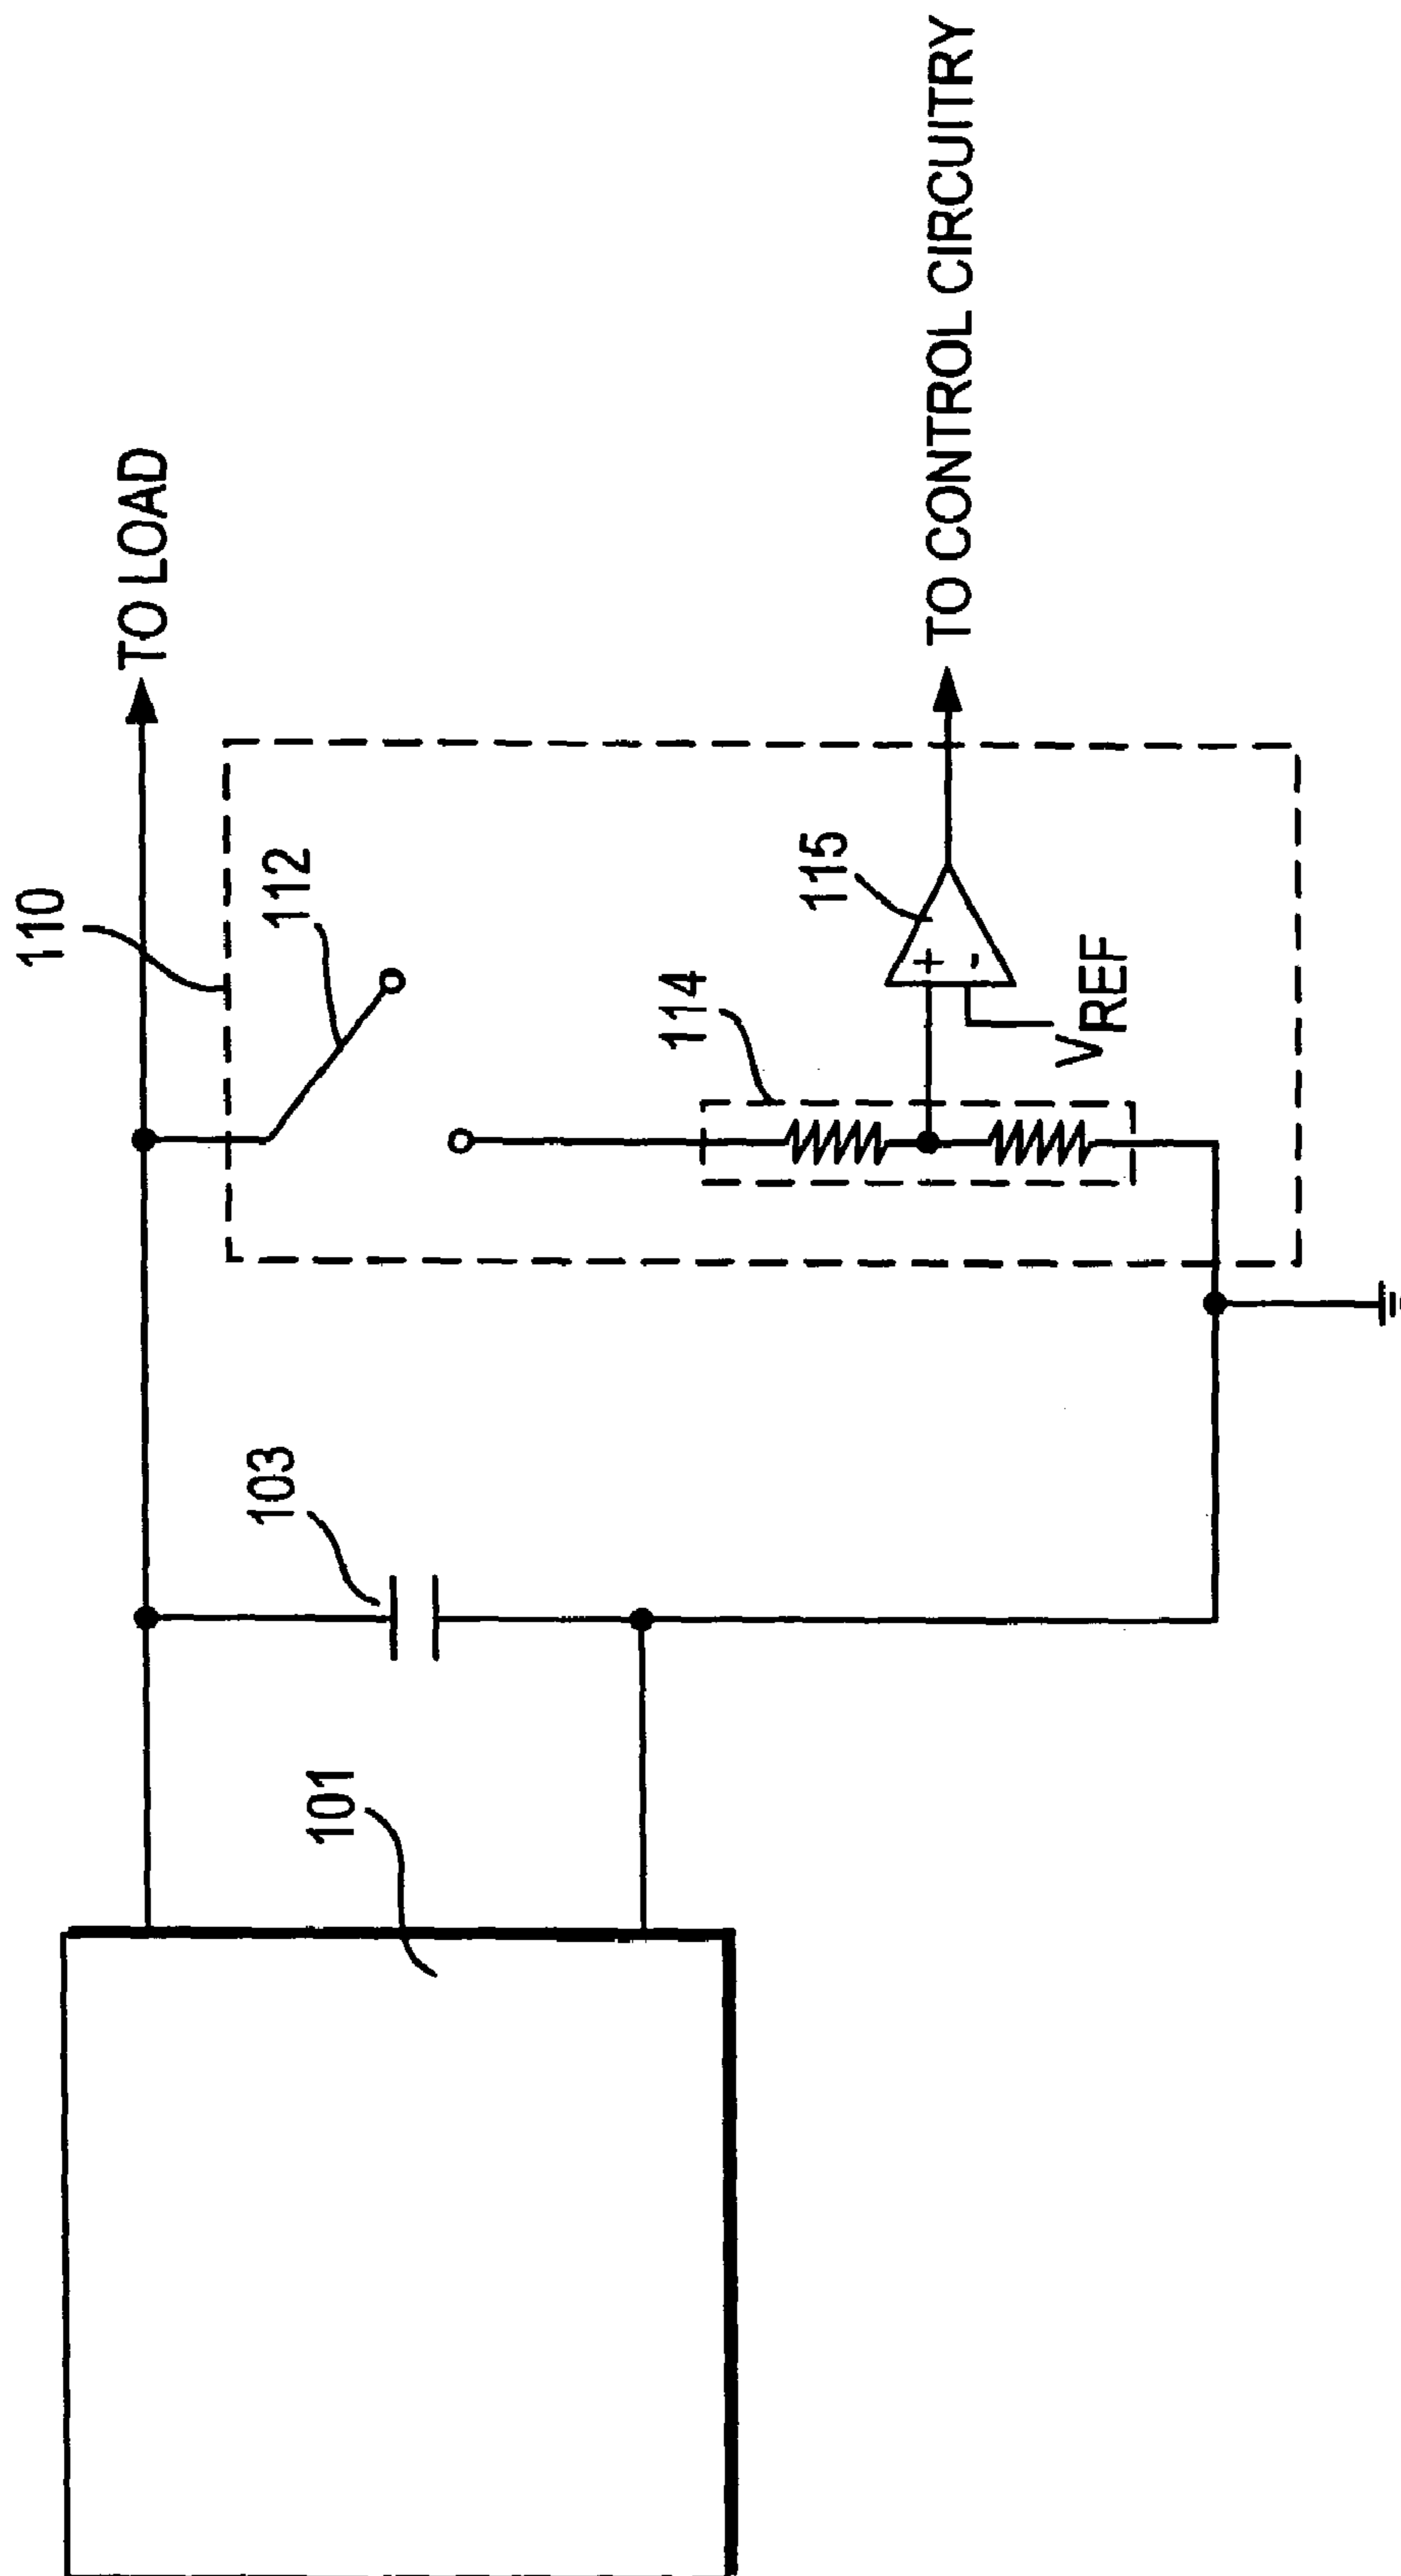 110
TO LOAD
112
103
101
114
115
VREF
TO CONTROL CIRCUITRY
+
-